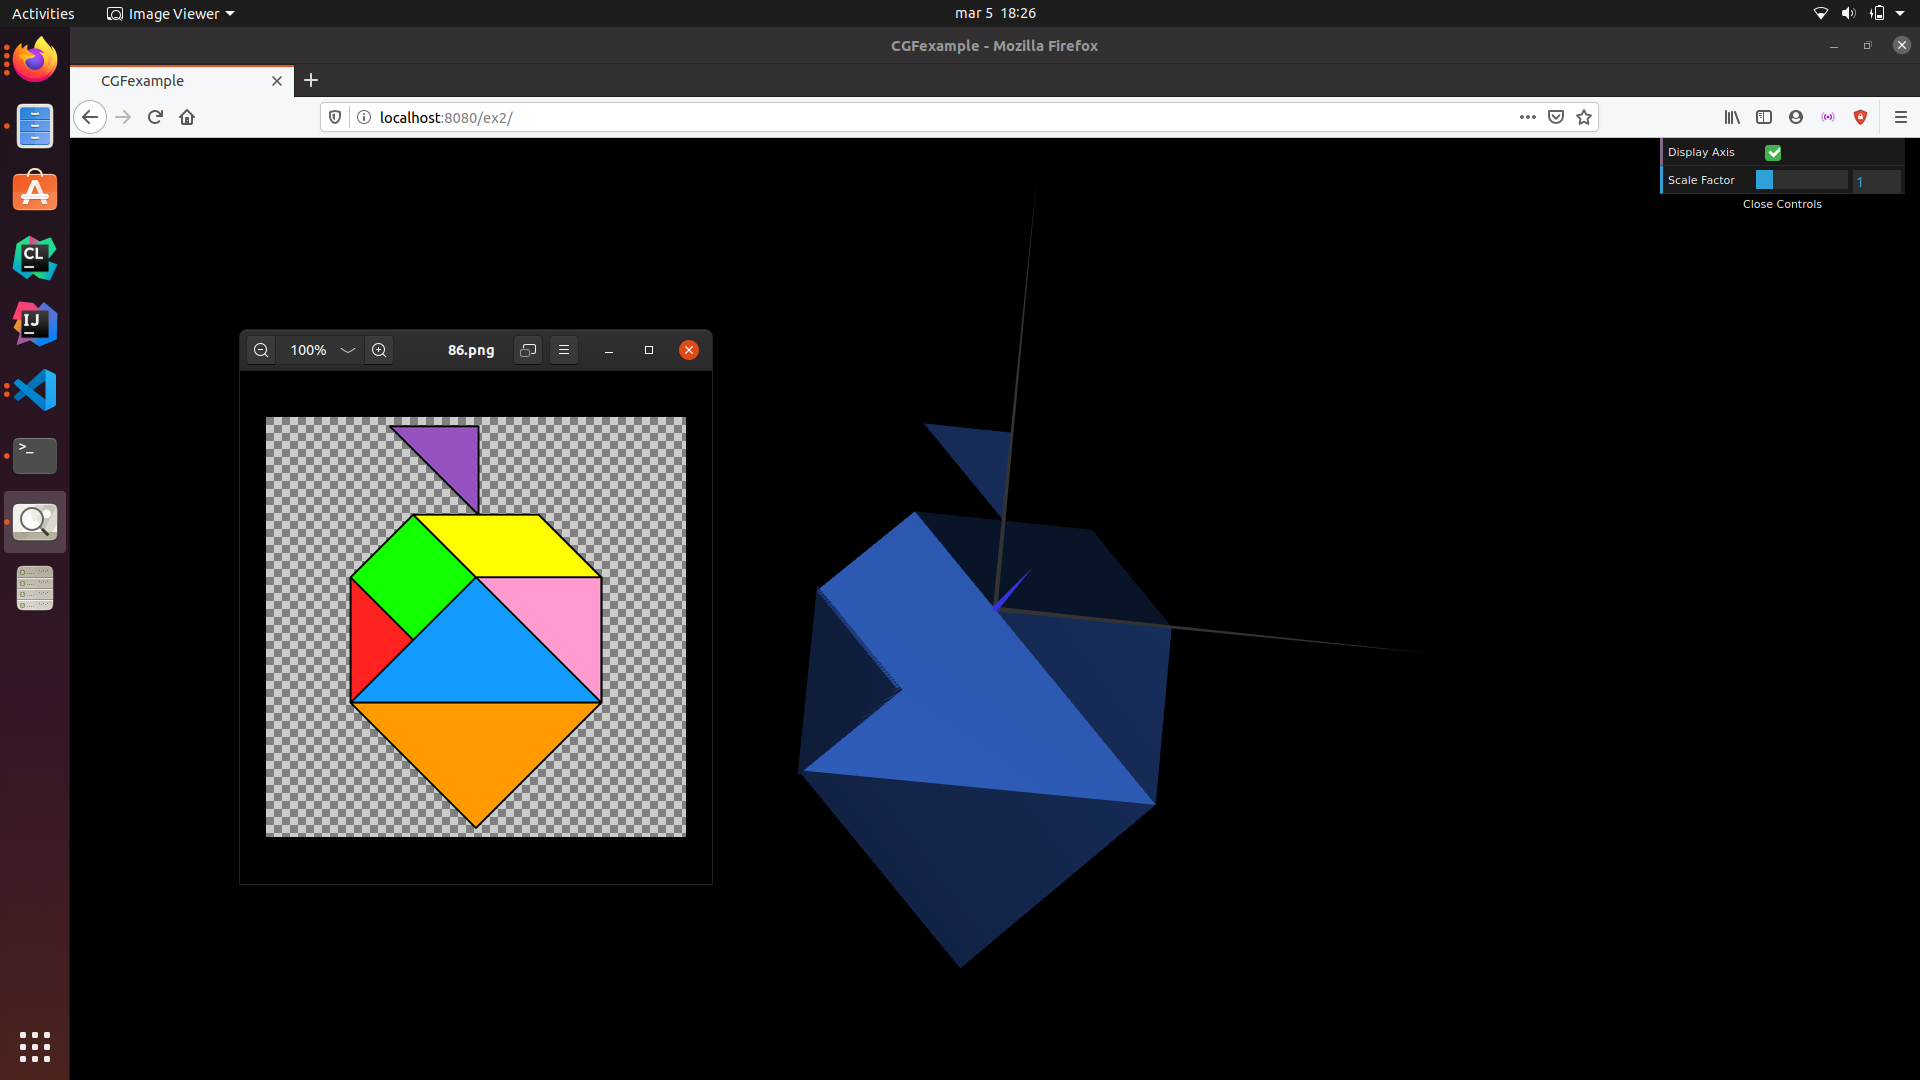 Activities
Image Viewer
mar 5 18:26
CGFexample - Mozilla Firefox
CGFexample
localhost:8080/ex2/
Display Axis
Scale Factor 1
Close Controls
CL
IJ
>_
100%
86.png